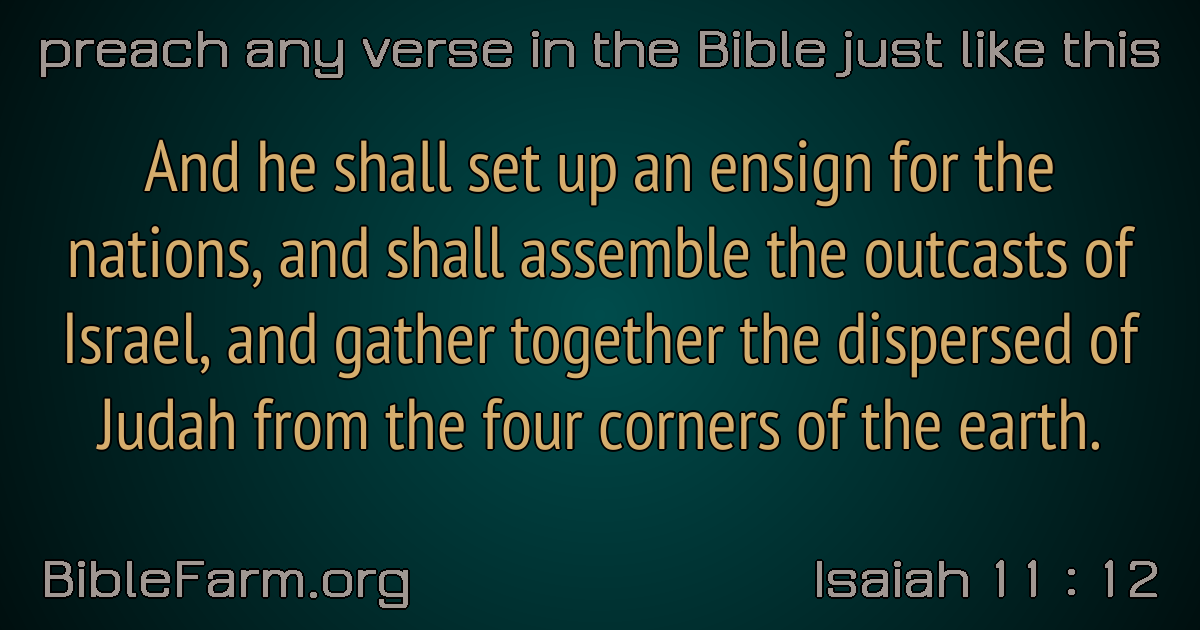 preach any verse in the Bible just like this
And he shall set up an ensign for the
nations, and shall assemble the outcasts of
Israel, and gather together the dispersed of
Judah from the four corners of the earth.
BibleFarm.org
Isaiah 11 : 12